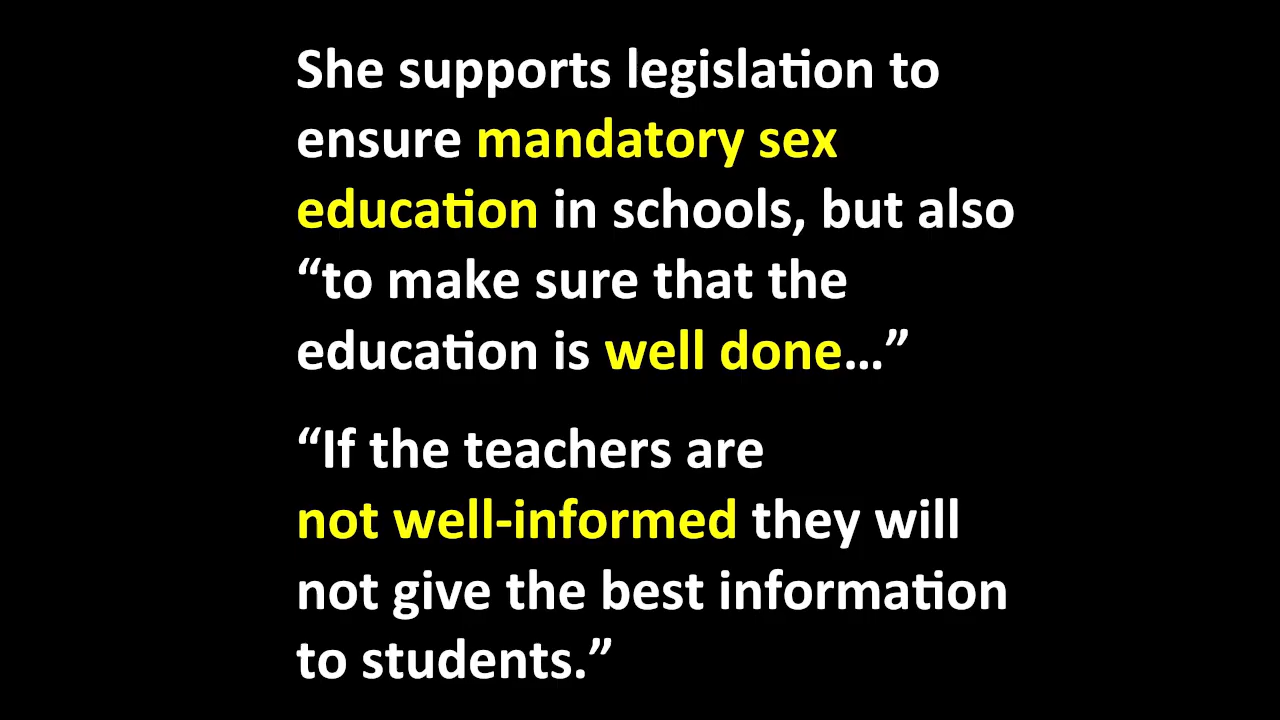 She supports legislation to
ensure mandatory sex
education in schools, but also
“to make sure that the
education is well done…”
“If the teachers are
not well-informed they will
not give the best information
to students.”